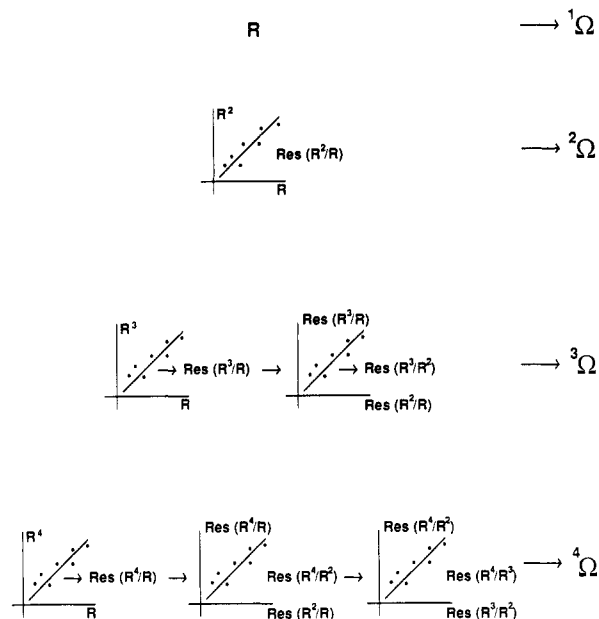 R → ¹Ω
R²
Res (R²/R) → ²Ω
R
R³ Res (R³/R)
→ Res (R³/R) → → Res (R³/R²) → ³Ω
R Res (R²/R)
R⁴ Res (R⁴/R) Res (R⁴/R²)
→ Res (R⁴/R) → Res (R⁴/R²) → Res (R⁴/R³) → ⁴Ω
R Res (R²/R) Res (R³/R²)